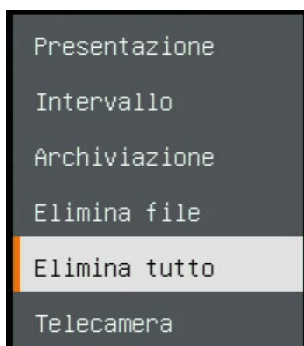 Presentazione
Intervallo
Archiviazione
Elimina file
Elimina tutto
Telecamera